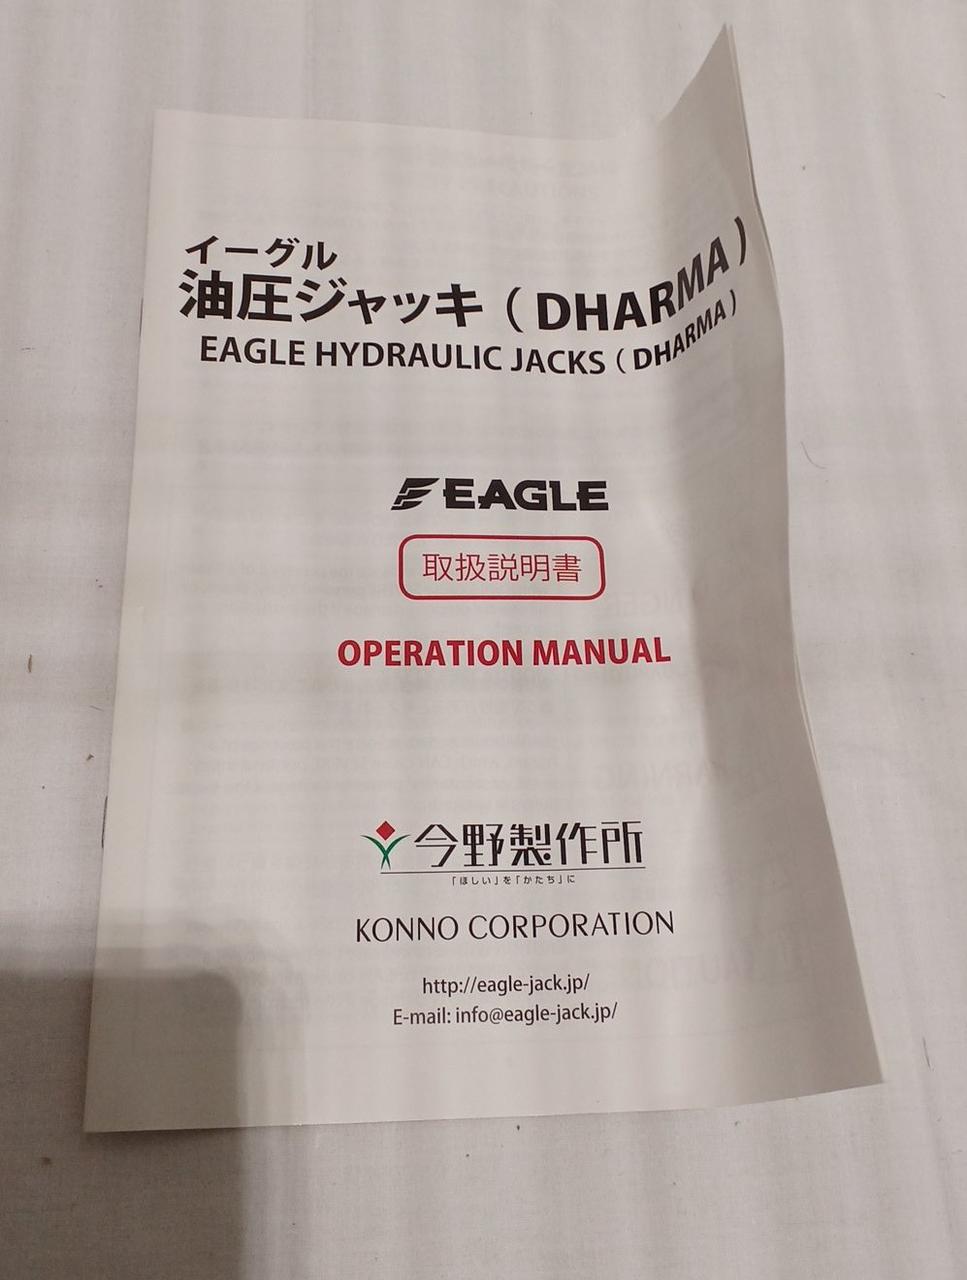 イーグル
油圧ジャッキ（DHARMA）
EAGLE HYDRAULIC JACKS（DHARMA）
EAGLE
取扱説明書
OPERATION MANUAL
今野製作所
「ほしい」を「かたち」に
KONNO CORPORATION
http://eagle-jack.jp/
E-mail: info@eagle-jack.jp/